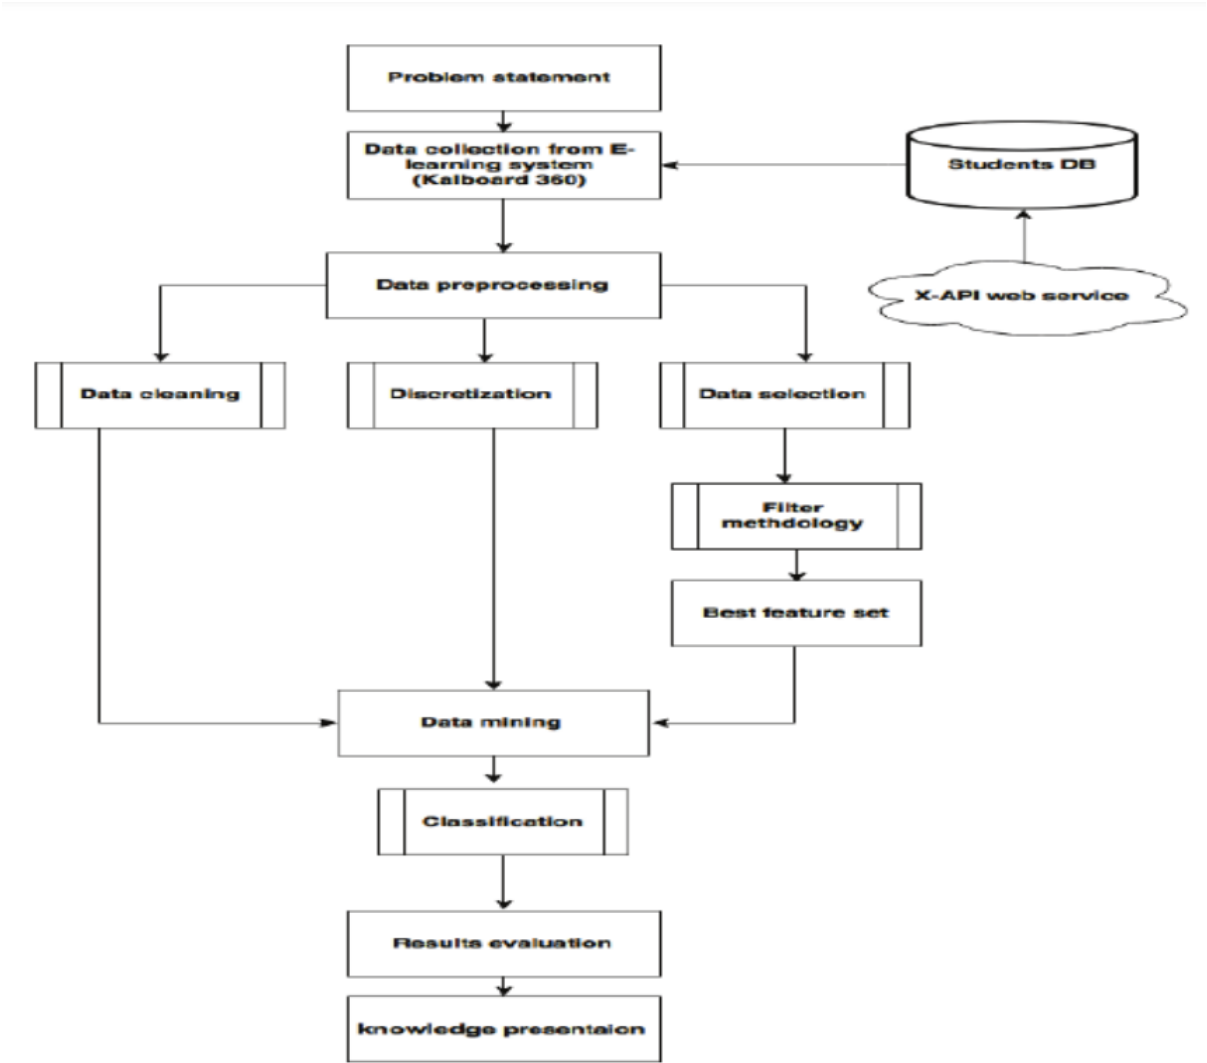 Problem statement
Data collection from E-
learning system
(Kalboard 360)
Students DB
X-API web service
Data preprocessing
Data cleaning
Discretization
Data selection
Filter
methdology
Best feature set
Data mining
Classification
Results evaluation
knowledge presentaion